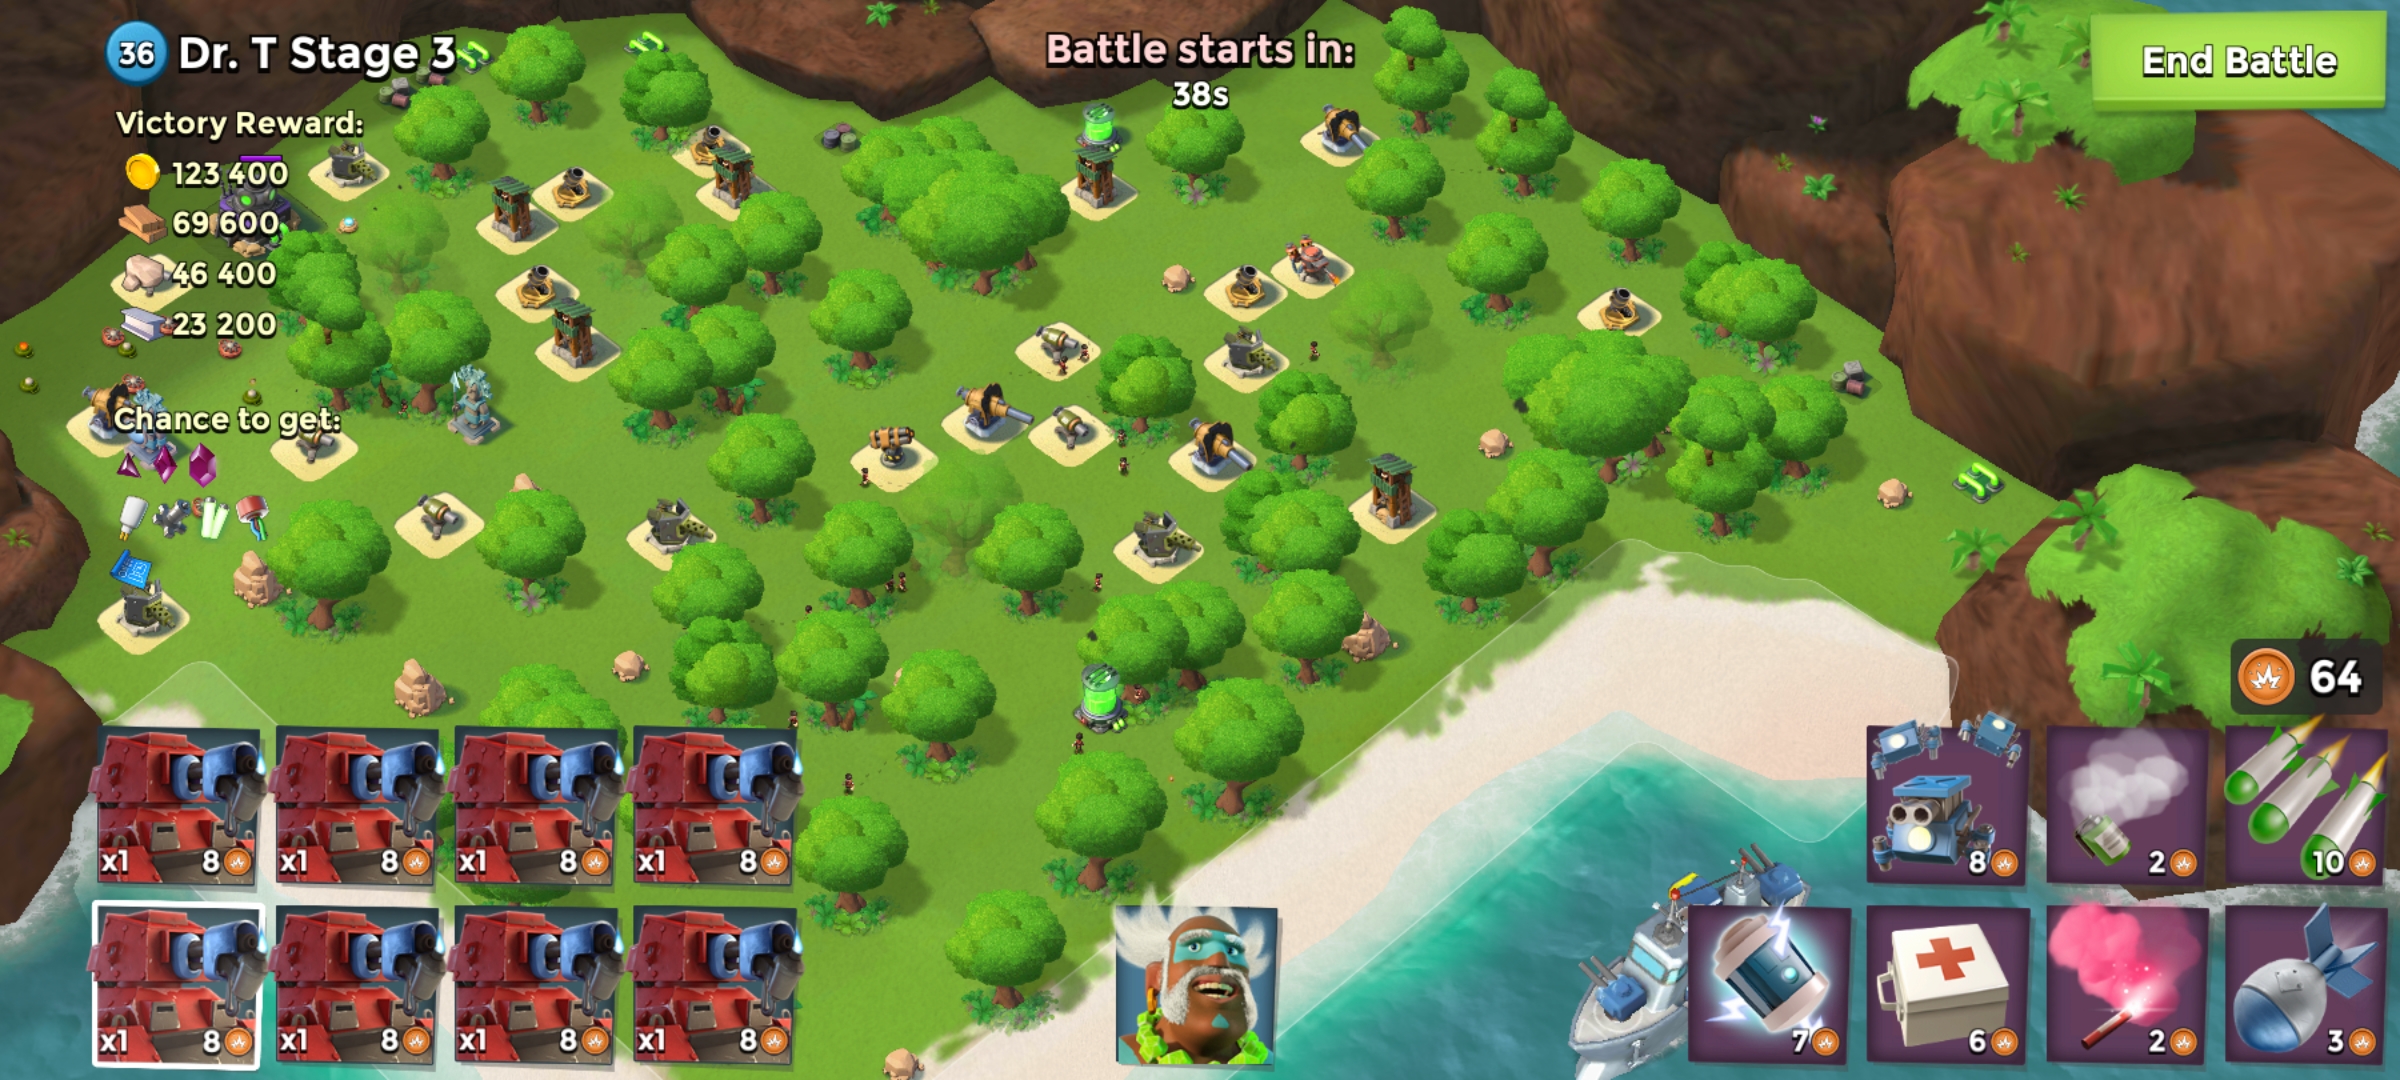 36 Dr. T Stage 3
Battle starts in:
38s
End Battle
Victory Reward:
123 400
69 600
46 400
23 200
Chance to get:
64
x1 8 x1 8 x1 8 x1 8
8 2 10
x1 8 x1 8 x1 8 x1 8
7 6 2 3